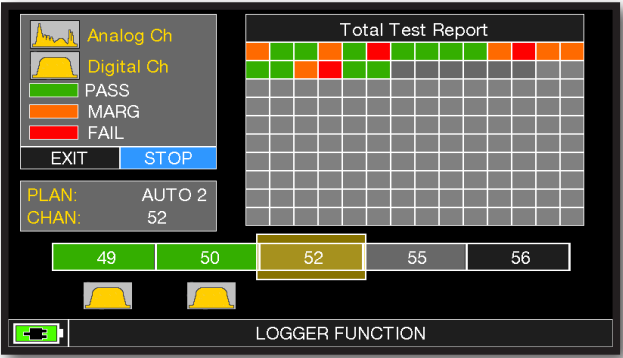 Analog Ch
Digital Ch
PASS
MARG
FAIL
EXIT STOP
PLAN: AUTO 2
CHAN: 52
Total Test Report
49 50 52 55 56
LOGGER FUNCTION